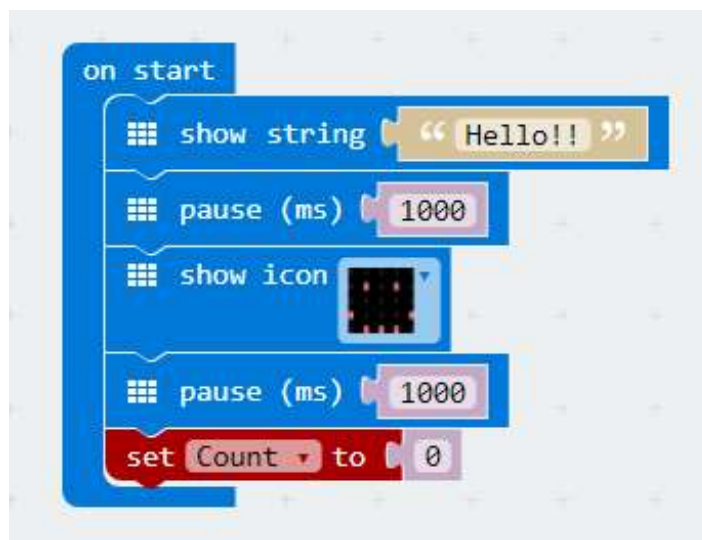 on start
show string “ Hello!! ”
pause (ms) 1000
show icon
pause (ms) 1000
set Count to 0